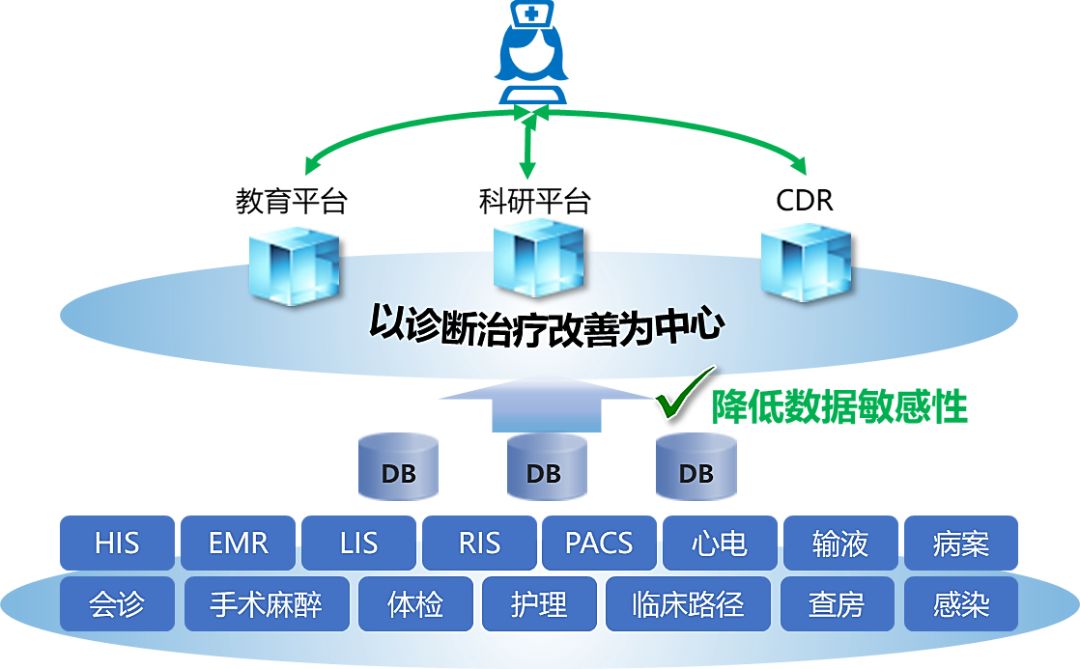 教育平台 科研平台 CDR
以诊断治疗改善为中心
降低数据敏感性
DB DB DB
HIS EMR LIS RIS PACS 心电 输液 病案
会诊 手术麻醉 体检 护理 临床路径 查房 感染